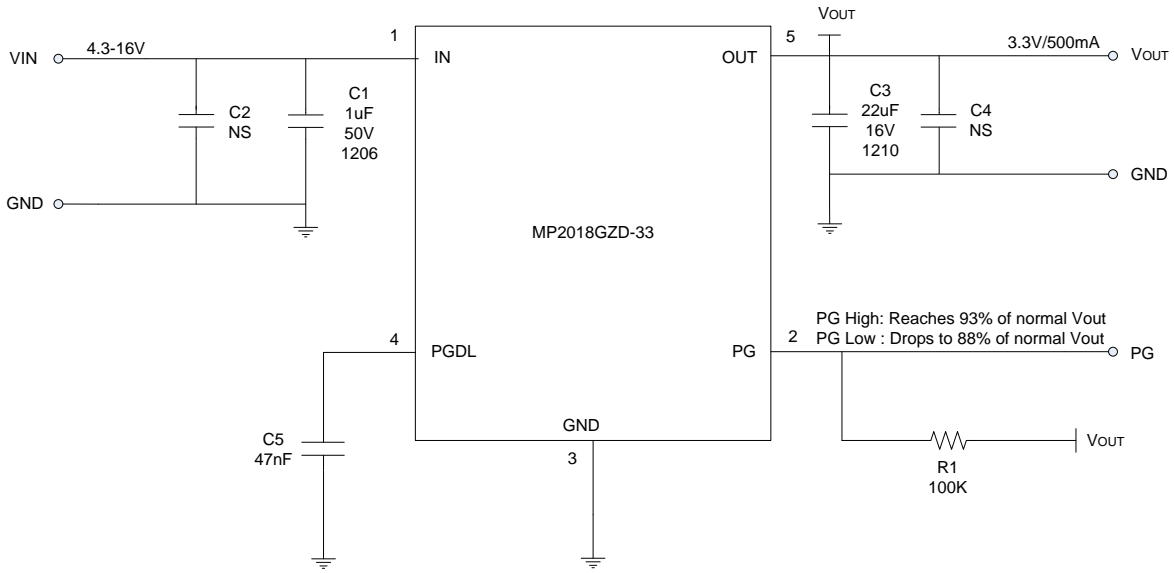 VIN
4.3-16V
1
IN
C2
NS
C1
1uF
50V
1206
GND
MP2018GZD-33
OUT
5
VOUT
3.3V/500mA
VOUT
C3
22uF
16V
1210
C4
NS
GND
4
PGDL
C5
47nF
GND
3
PG
2
PG High: Reaches 93% of normal Vout
PG Low : Drops to 88% of normal Vout
PG
R1
100K
VOUT